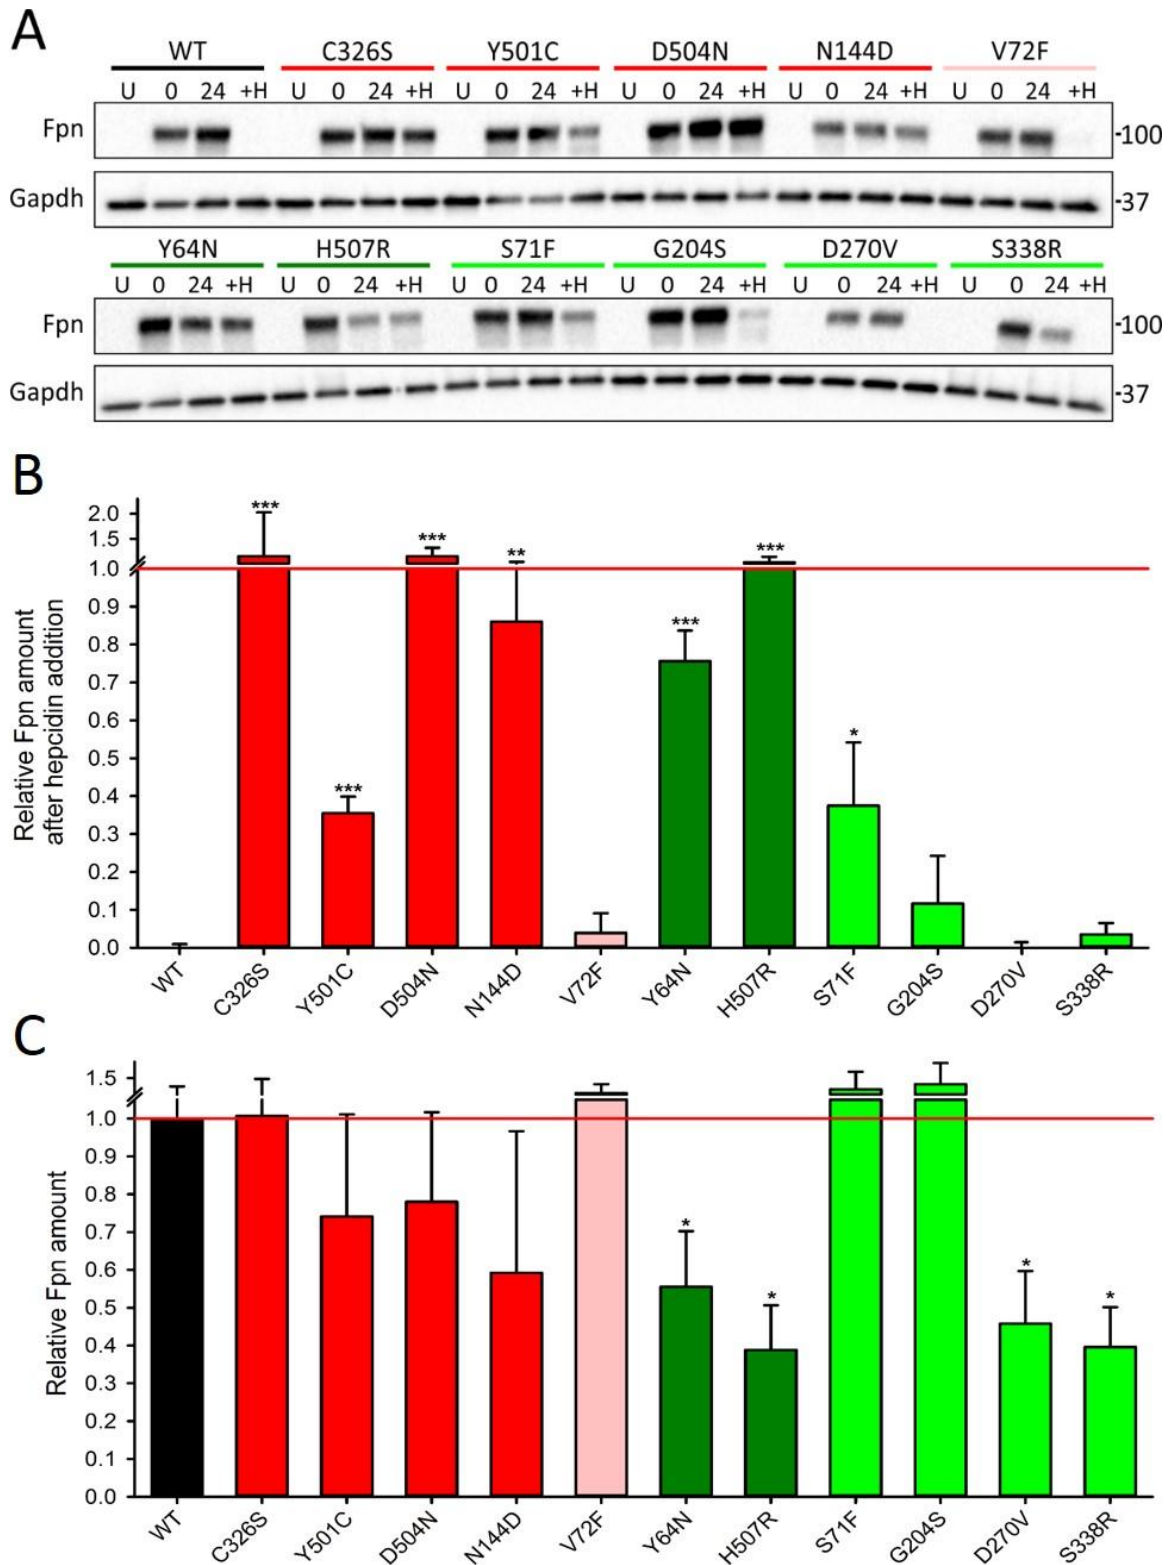 A
WT C326S Y501C D504N N144D V72F
U 0 24 +H U 0 24 +H U 0 24 +H U 0 24 +H U 0 24 +H U 0 24 +H
Fpn -100
Gapdh -37
Y64N H507R S71F G204S D270V S338R
U 0 24 +H U 0 24 +H U 0 24 +H U 0 24 +H U 0 24 +H U 0 24 +H
Fpn -100
Gapdh -37
B
Relative Fpn amount
after hepcidin addition
2.0
1.5
1.0
0.9
0.8
0.7
0.6
0.5
0.4
0.3
0.2
0.1
0.0
*** *** *** ** *** *** *
WT C326S Y501C D504N N144D V72F Y64N H507R S71F G204S D270V S338R
C
Relative Fpn amount
1.5
1.0
0.9
0.8
0.7
0.6
0.5
0.4
0.3
0.2
0.1
0.0
* * * *
WT C326S Y501C D504N N144D V72F Y64N H507R S71F G204S D270V S338R